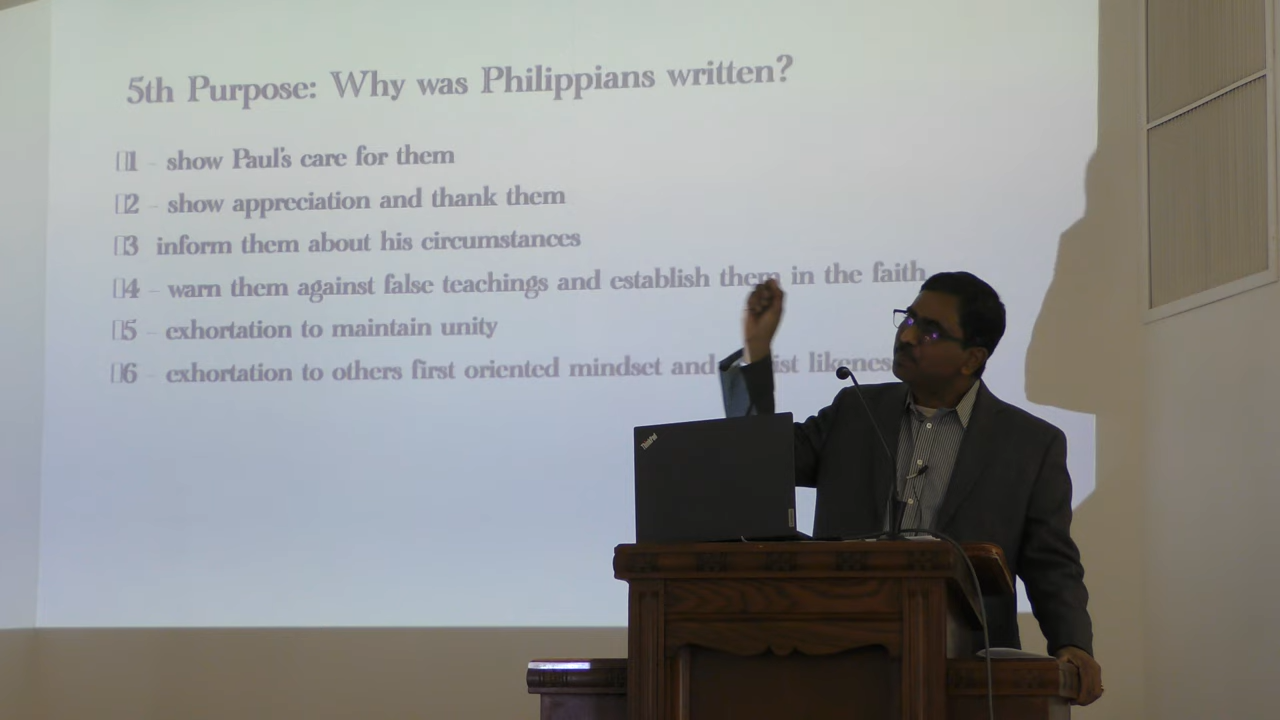 5th Purpose: Why was Philippians written?
1 - show Paul's care for them
2 - show appreciation and thank them
3 inform them about his circumstances
4 - warn them against false teachings and establish them in the faith
5 - exhortation to maintain unity
6 - exhortation to others first oriented mindset and ist likeness
ThinkPad